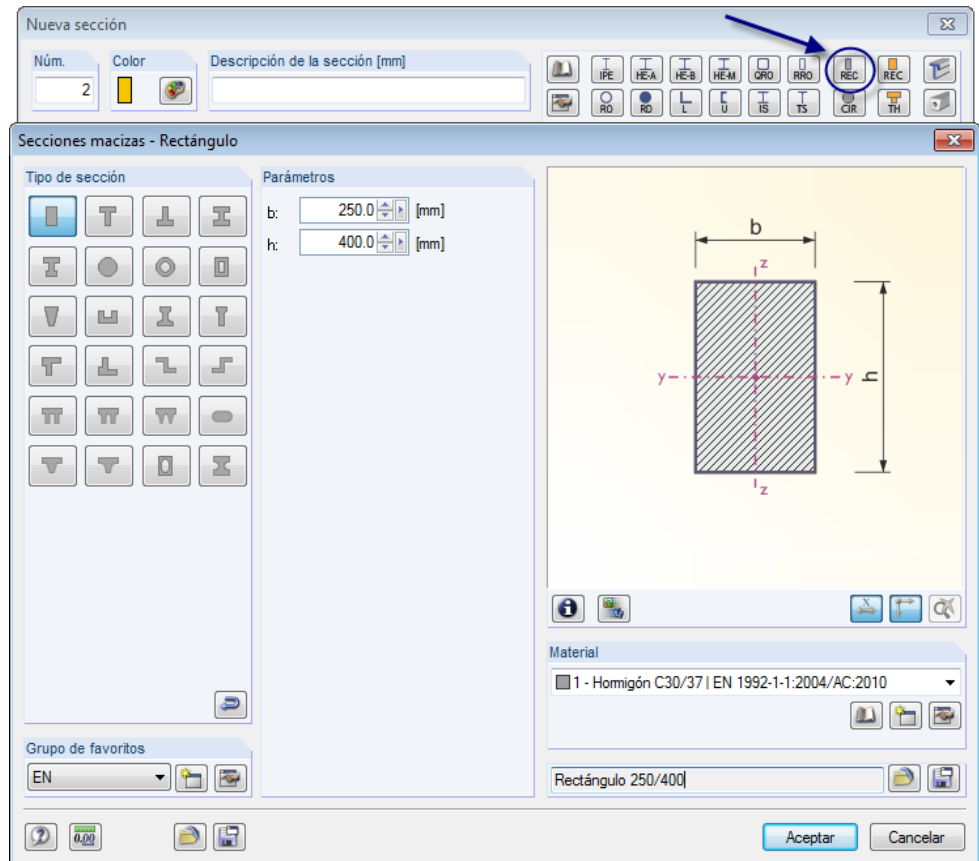 Nueva sección
Núm. Color Descripción de la sección [mm]
2
IPE HE-A HE-B HE-M QRO RRO REC REC
RO RD L U IS TS CIR TH
Secciones macizas - Rectángulo
Tipo de sección
Parámetros
b: 250.0 [mm]
h: 400.0 [mm]
b
z
y y
h
z
Material
1 - Hormigón C30/37 | EN 1992-1-1:2004/AC:2010
Grupo de favoritos
EN
Rectángulo 250/400
0.00
Aceptar Cancelar